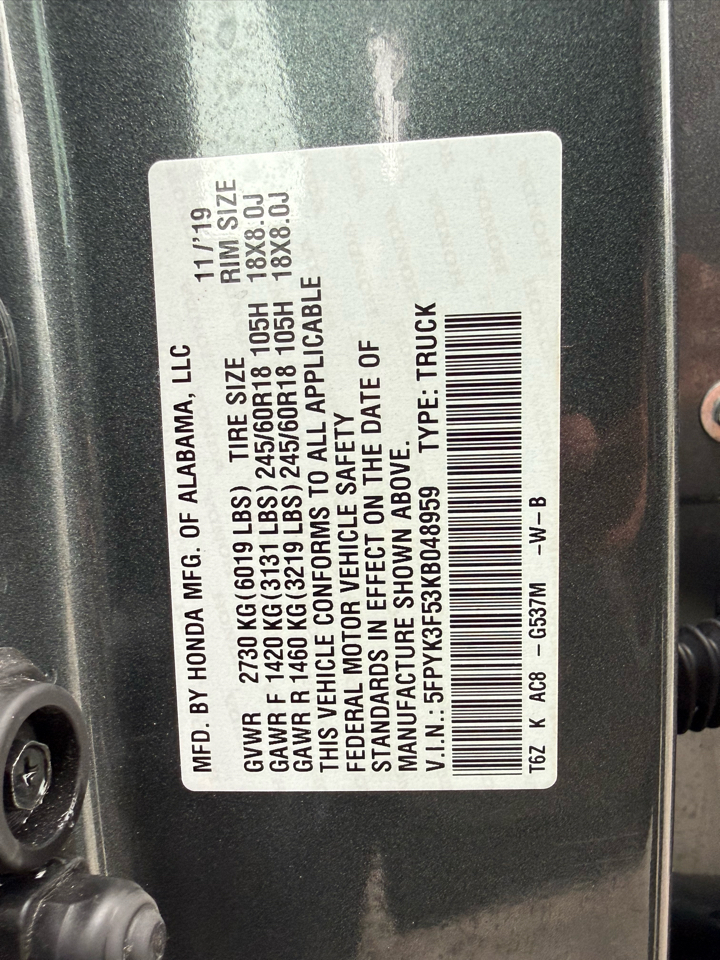 MFD. BY HONDA MFG. OF ALABAMA, LLC 11/'19
GVWR 2730 KG(6019 LBS) TIRE SIZE RIM SIZE
GAWR F 1420 KG(3131 LBS) 245/60R18 105H 18X8.0J
GAWR R 1460 KG(3219 LBS) 245/60R18 105H 18X8.0J
THIS VEHICLE CONFORMS TO ALL APPLICABLE
FEDERAL MOTOR VEHICLE SAFETY
STANDARDS IN EFFECT ON THE DATE OF
MANUFACTURE SHOWN ABOVE.
V.I.N.: 5FPYK3F53KB048959 TYPE: TRUCK
T6Z K AC8 -G537M -W-B